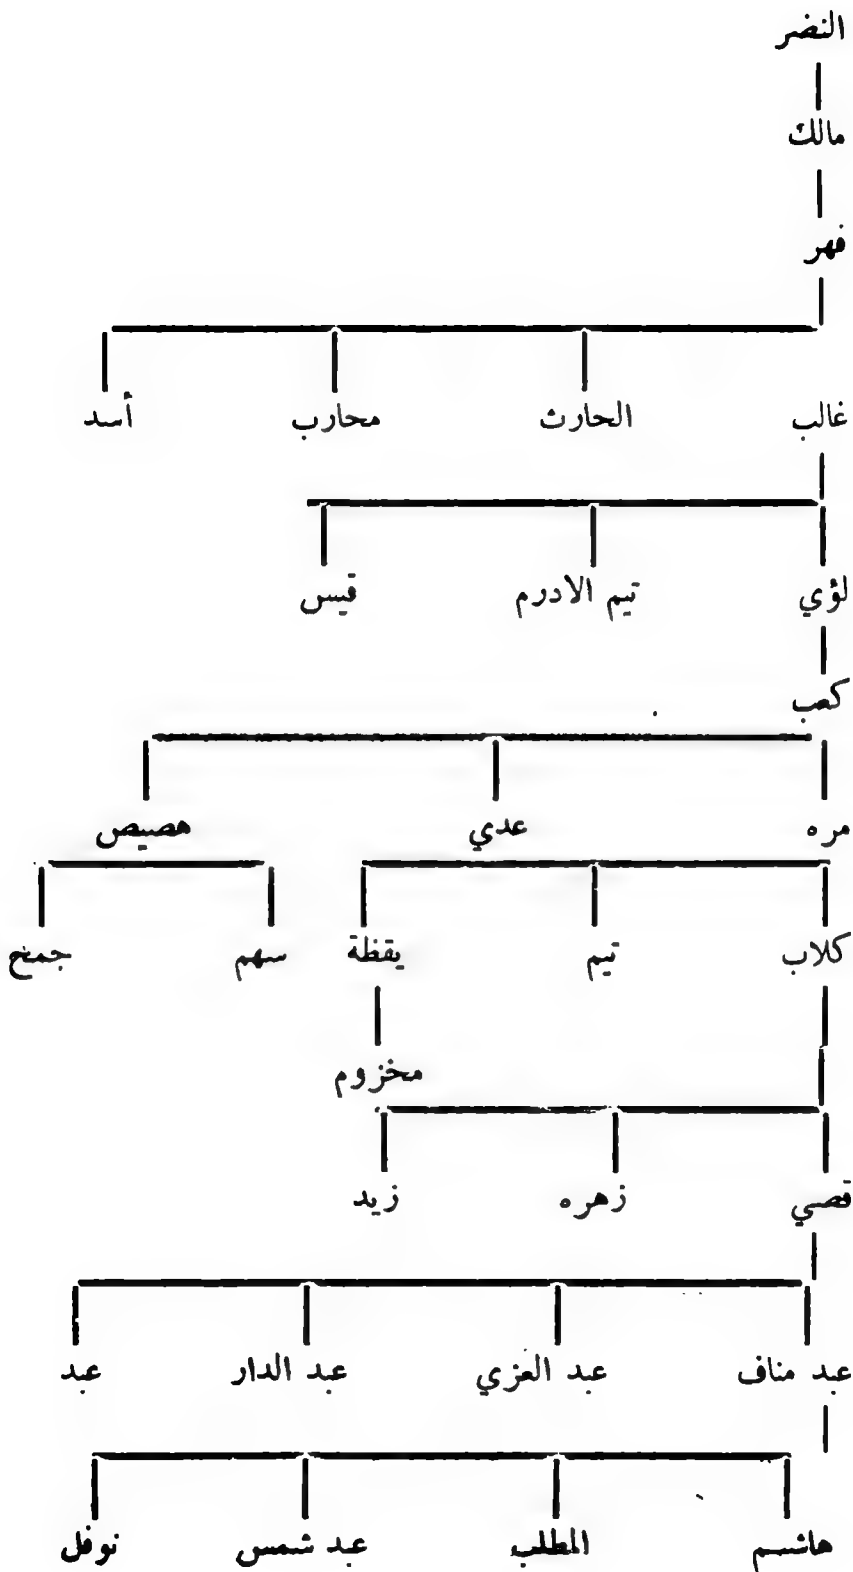 النضر
مالك
فهر
غالب الحارث محارب أسد
لؤي تيم الادرم قيس
كعب
مره عدي هصيص
كلاب تيم يقظة سهم جمخ
مخزوم
قصي زهره زيد
عبد مناف عبد العزي عبد الدار عبد
هاشم المطلب عبد شمس نوفل